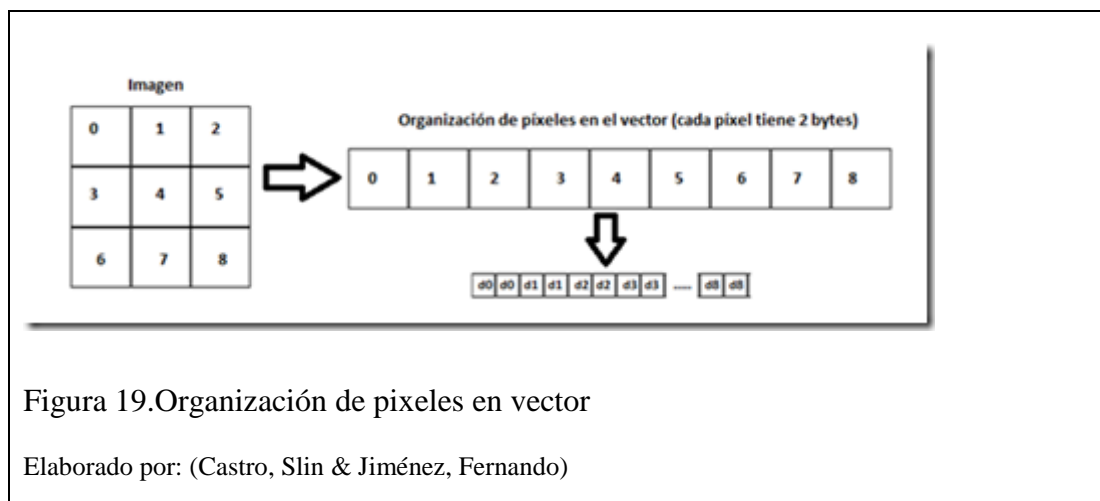 Imagen
0 1 2
3 4 5
6 7 8
Organización de píxeles en el vector (cada píxel tiene 2 bytes)
0 1 2 3 4 5 6 7 8
d0 d0 d1 d1 d2 d2 d3 d3 ..... d8 d8
Figura 19.Organización de pixeles en vector
Elaborado por: (Castro, Slin & Jiménez, Fernando)